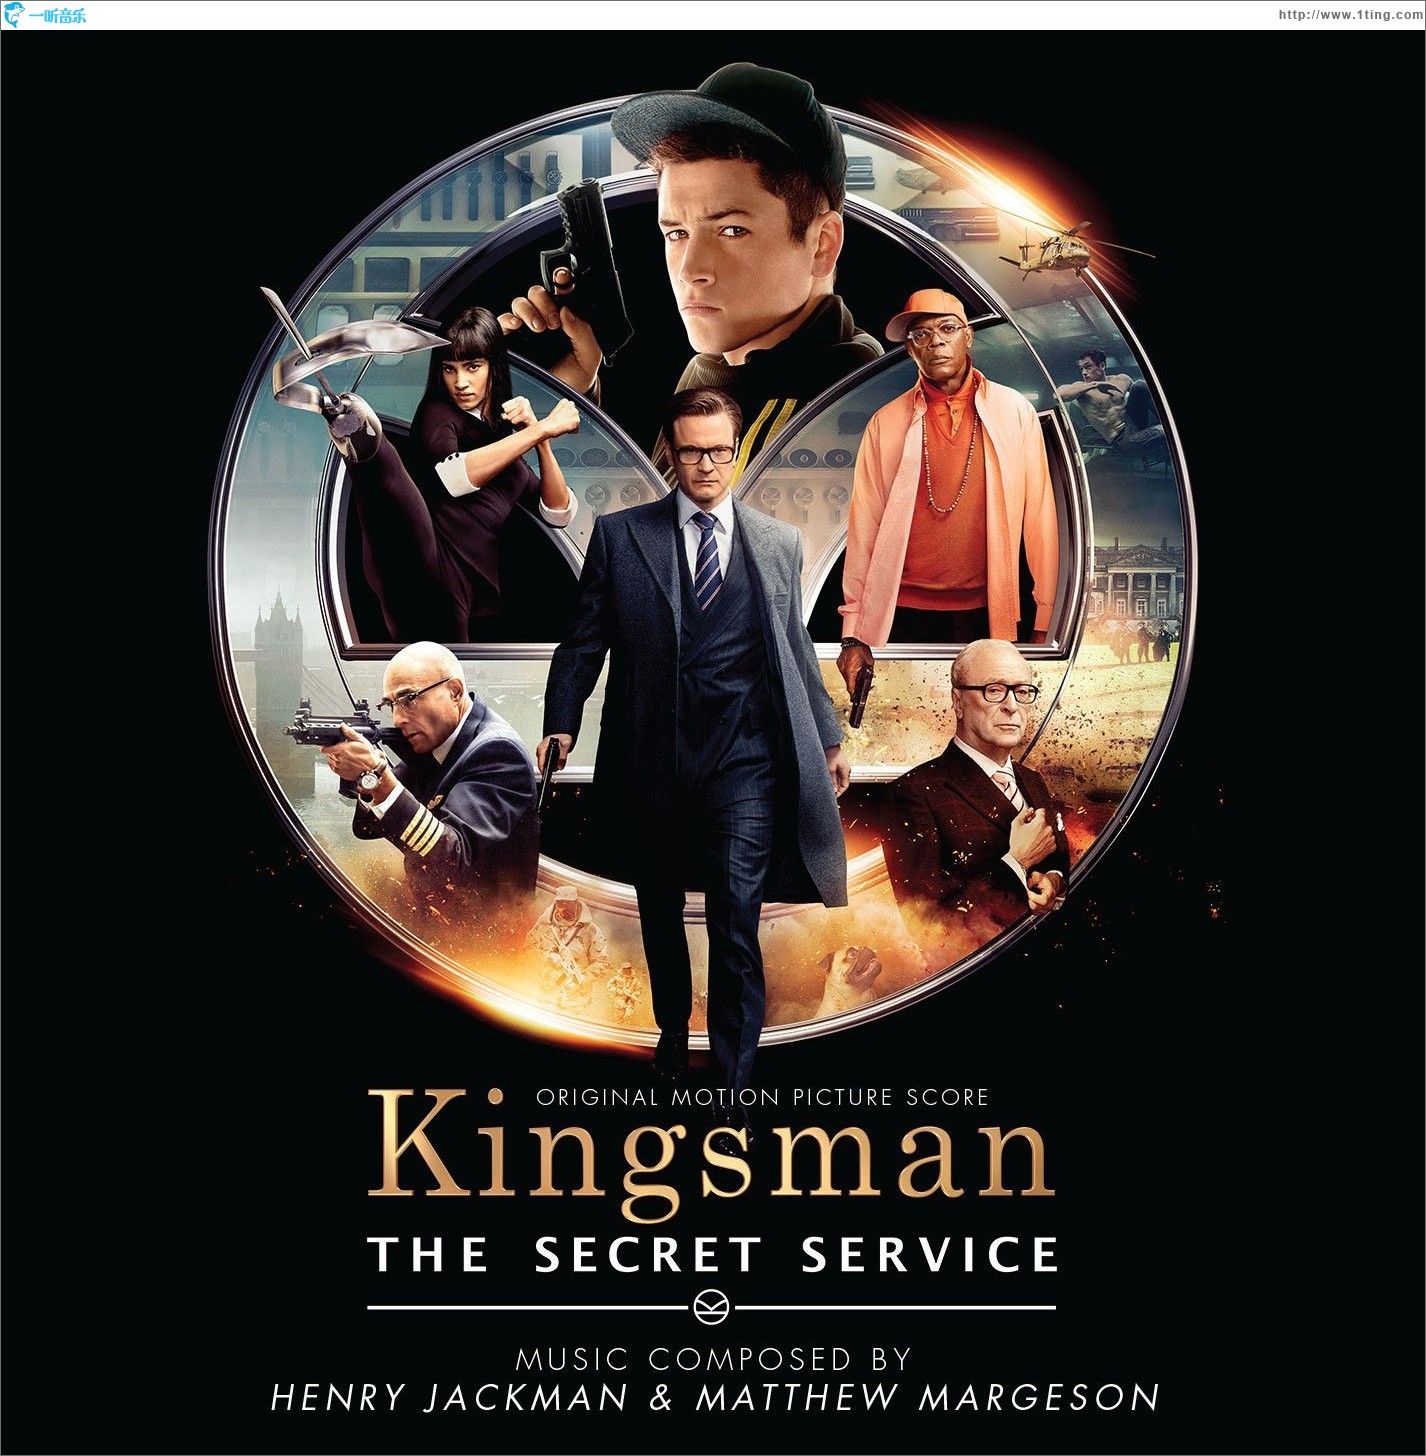 一听音乐
http://www.1ting.com
ORIGINAL MOTION PICTURE SCORE
Kingsman
THE SECRET SERVICE
MUSIC COMPOSED BY
HENRY JACKMAN & MATTHEW MARGESON